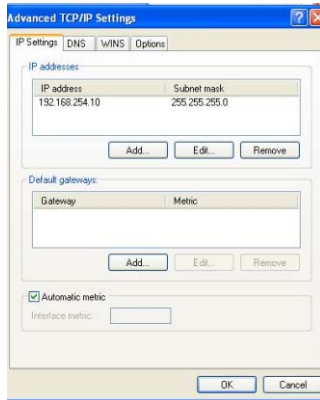 Advanced TCP/IP Settings
IP Settings DNS WINS Options
IP addresses
IP address Subnet mask
192.168.254.10 255.255.255.0
Add... Edit... Remove
Default gateways:
Gateway Metric
Add... Edit... Remove
Automatic metric
Interface metric:
OK Cancel